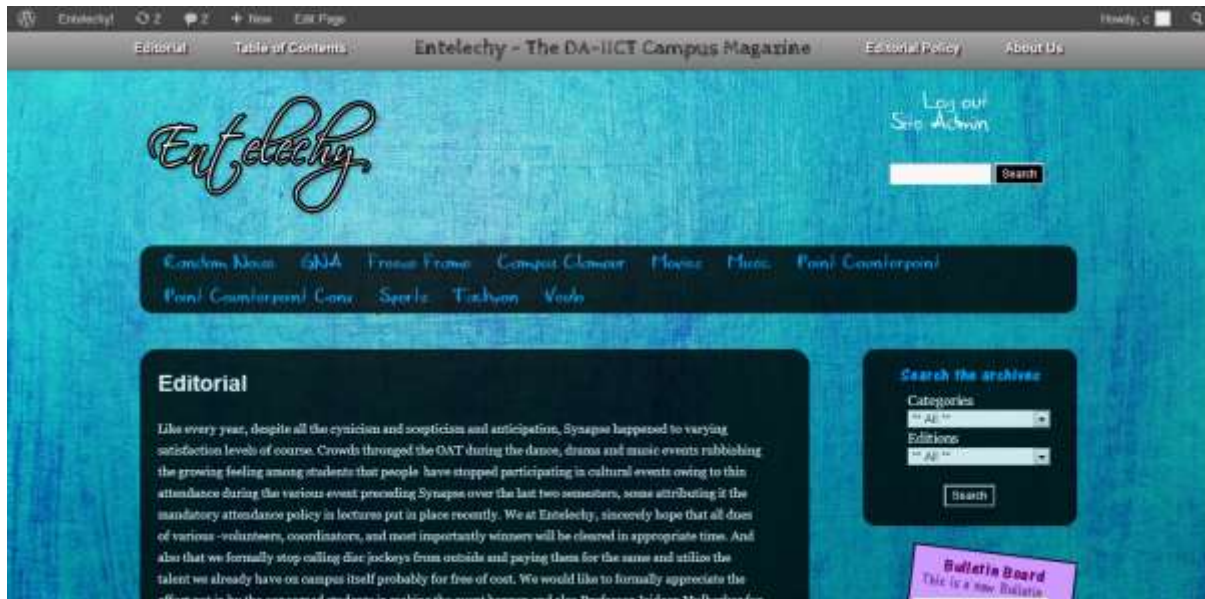 Entelechy! 2 2 + New Edit Page Howdy, c
Editorial Table of Contents Entelechy - The DA-IICT Campus Magazine Editorial Policy About Us
Entelechy
Log out
Site Admin
Search
Random Noise GNA Freeze Frame Campus Clamour Movies Music Point Counterpoint
Point Counterpoint Conv Sports Tachyon Vouh
Editorial
Like every year, despite all the cynicism and scepticism and anticipation, Synapse happened to varying
satisfaction levels of course. Crowds thronged the OAT during the dance, drama and music events rubbishing
the growing feeling among students that people have stopped participating in cultural events owing to thin
attendance during the various event preceding Synapse over the last two semesters, some attributing it the
mandatory attendance policy in lectures put in place recently. We at Entelechy, sincerely hope that all dues
of various -volunteers, coordinators, and most importantly winners will be cleared in appropriate time. And
also that we formally stop calling disc jockeys from outside and paying them for the same and utilize the
talent we already have on campus itself probably for free of cost. We would like to formally appreciate the
Search the archives
Categories
** All **
Editions
** All **
Search
Bulletin Board
This is a new Bulletin